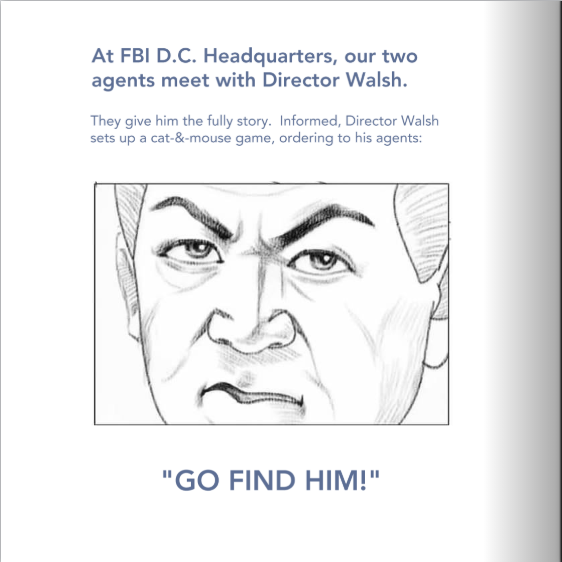 At FBI D.C. Headquarters, our two
agents meet with Director Walsh.
They give him the fully story.  Informed, Director Walsh
sets up a cat-&-mouse game, ordering to his agents:
"GO FIND HIM!"